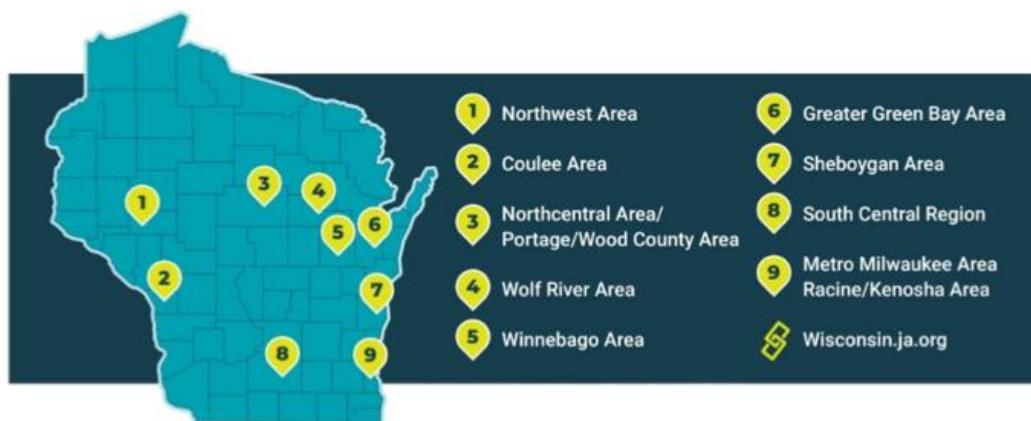 1
2
3
4
5
6
7
8
9
1 Northwest Area
2 Coulee Area
3 Northcentral Area/
Portage/Wood County Area
4 Wolf River Area
5 Winnebago Area
6 Greater Green Bay Area
7 Sheboygan Area
8 South Central Region
9 Metro Milwaukee Area
Racine/Kenosha Area
Wisconsin.ja.org